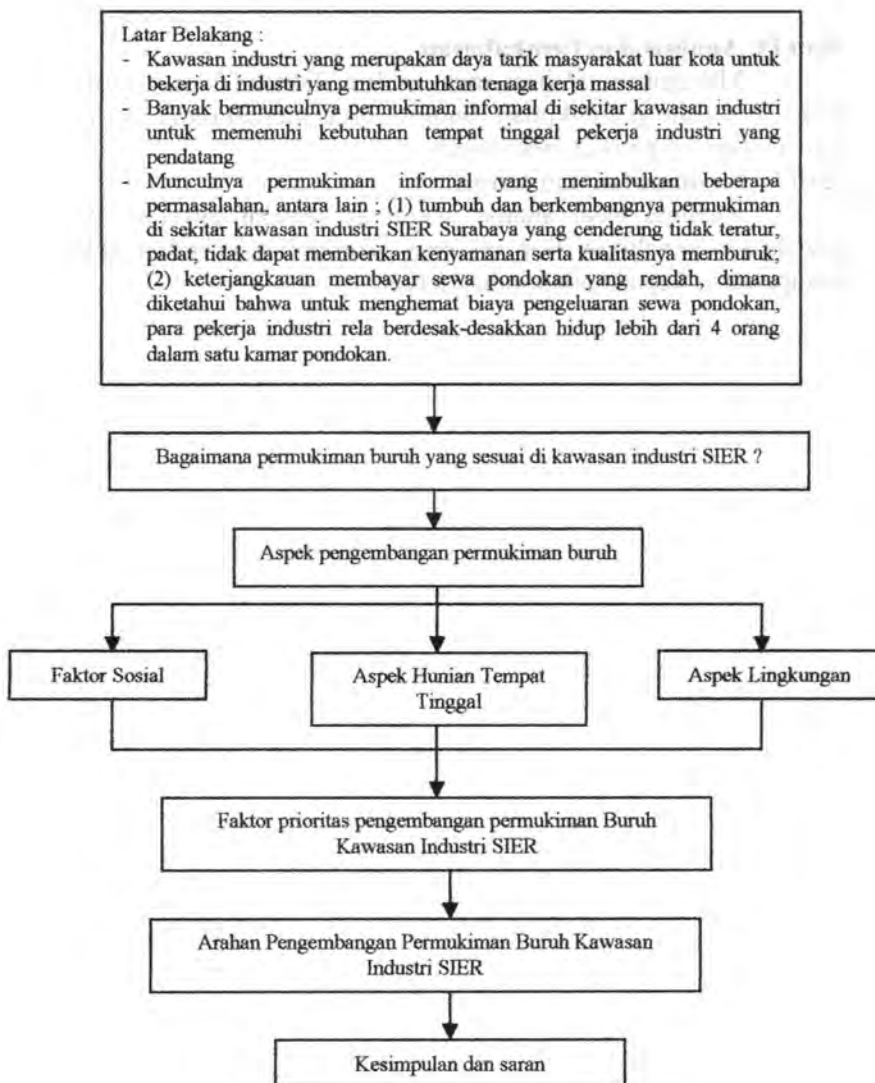 Latar Belakang :
- Kawasan industri yang merupakan daya tarik masyarakat luar kota untuk
bekerja di industri yang membutuhkan tenaga kerja massal
- Banyak bermunculnya permukiman informal di sekitar kawasan industri
untuk memenuhi kebutuhan tempat tinggal pekerja industri yang
pendatang
- Munculnya permukiman informal yang menimbulkan beberapa
permasalahan, antara lain ; (1) tumbuh dan berkembangnya permukiman
di sekitar kawasan industri SIER Surabaya yang cenderung tidak teratur,
padat, tidak dapat memberikan kenyamanan serta kualitasnya memburuk;
(2) keterjangkauan membayar sewa pondokan yang rendah, dimana
diketahui bahwa untuk menghemat biaya pengeluaran sewa pondokan,
para pekerja industri rela berdesak-desakkan hidup lebih dari 4 orang
dalam satu kamar pondokan.
Bagaimana permukiman buruh yang sesuai di kawasan industri SIER ?
Aspek pengembangan permukiman buruh
Faktor Sosial
Aspek Hunian Tempat
Tinggal
Aspek Lingkungan
Faktor prioritas pengembangan permukiman Buruh
Kawasan Industri SIER
Arahan Pengembangan Permukiman Buruh Kawasan
Industri SIER
Kesimpulan dan saran